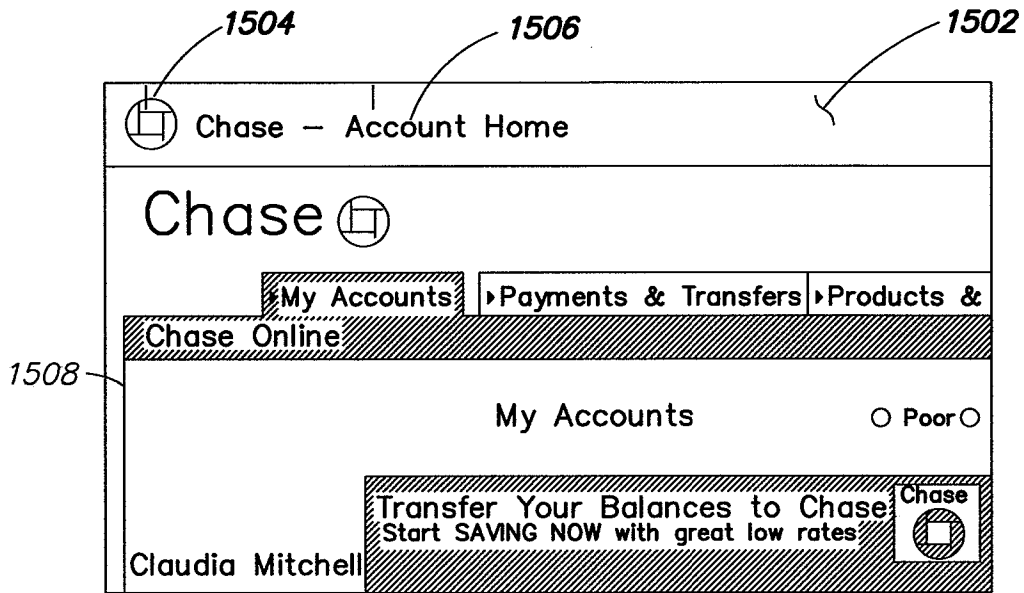 1504
1506
1502
Chase – Account Home
Chase
My Accounts
Payments & Transfers
Products &
Chase Online
1508
My Accounts
Poor
Transfer Your Balances to Chase
Start SAVING NOW with great low rates
Chase
Claudia Mitchell